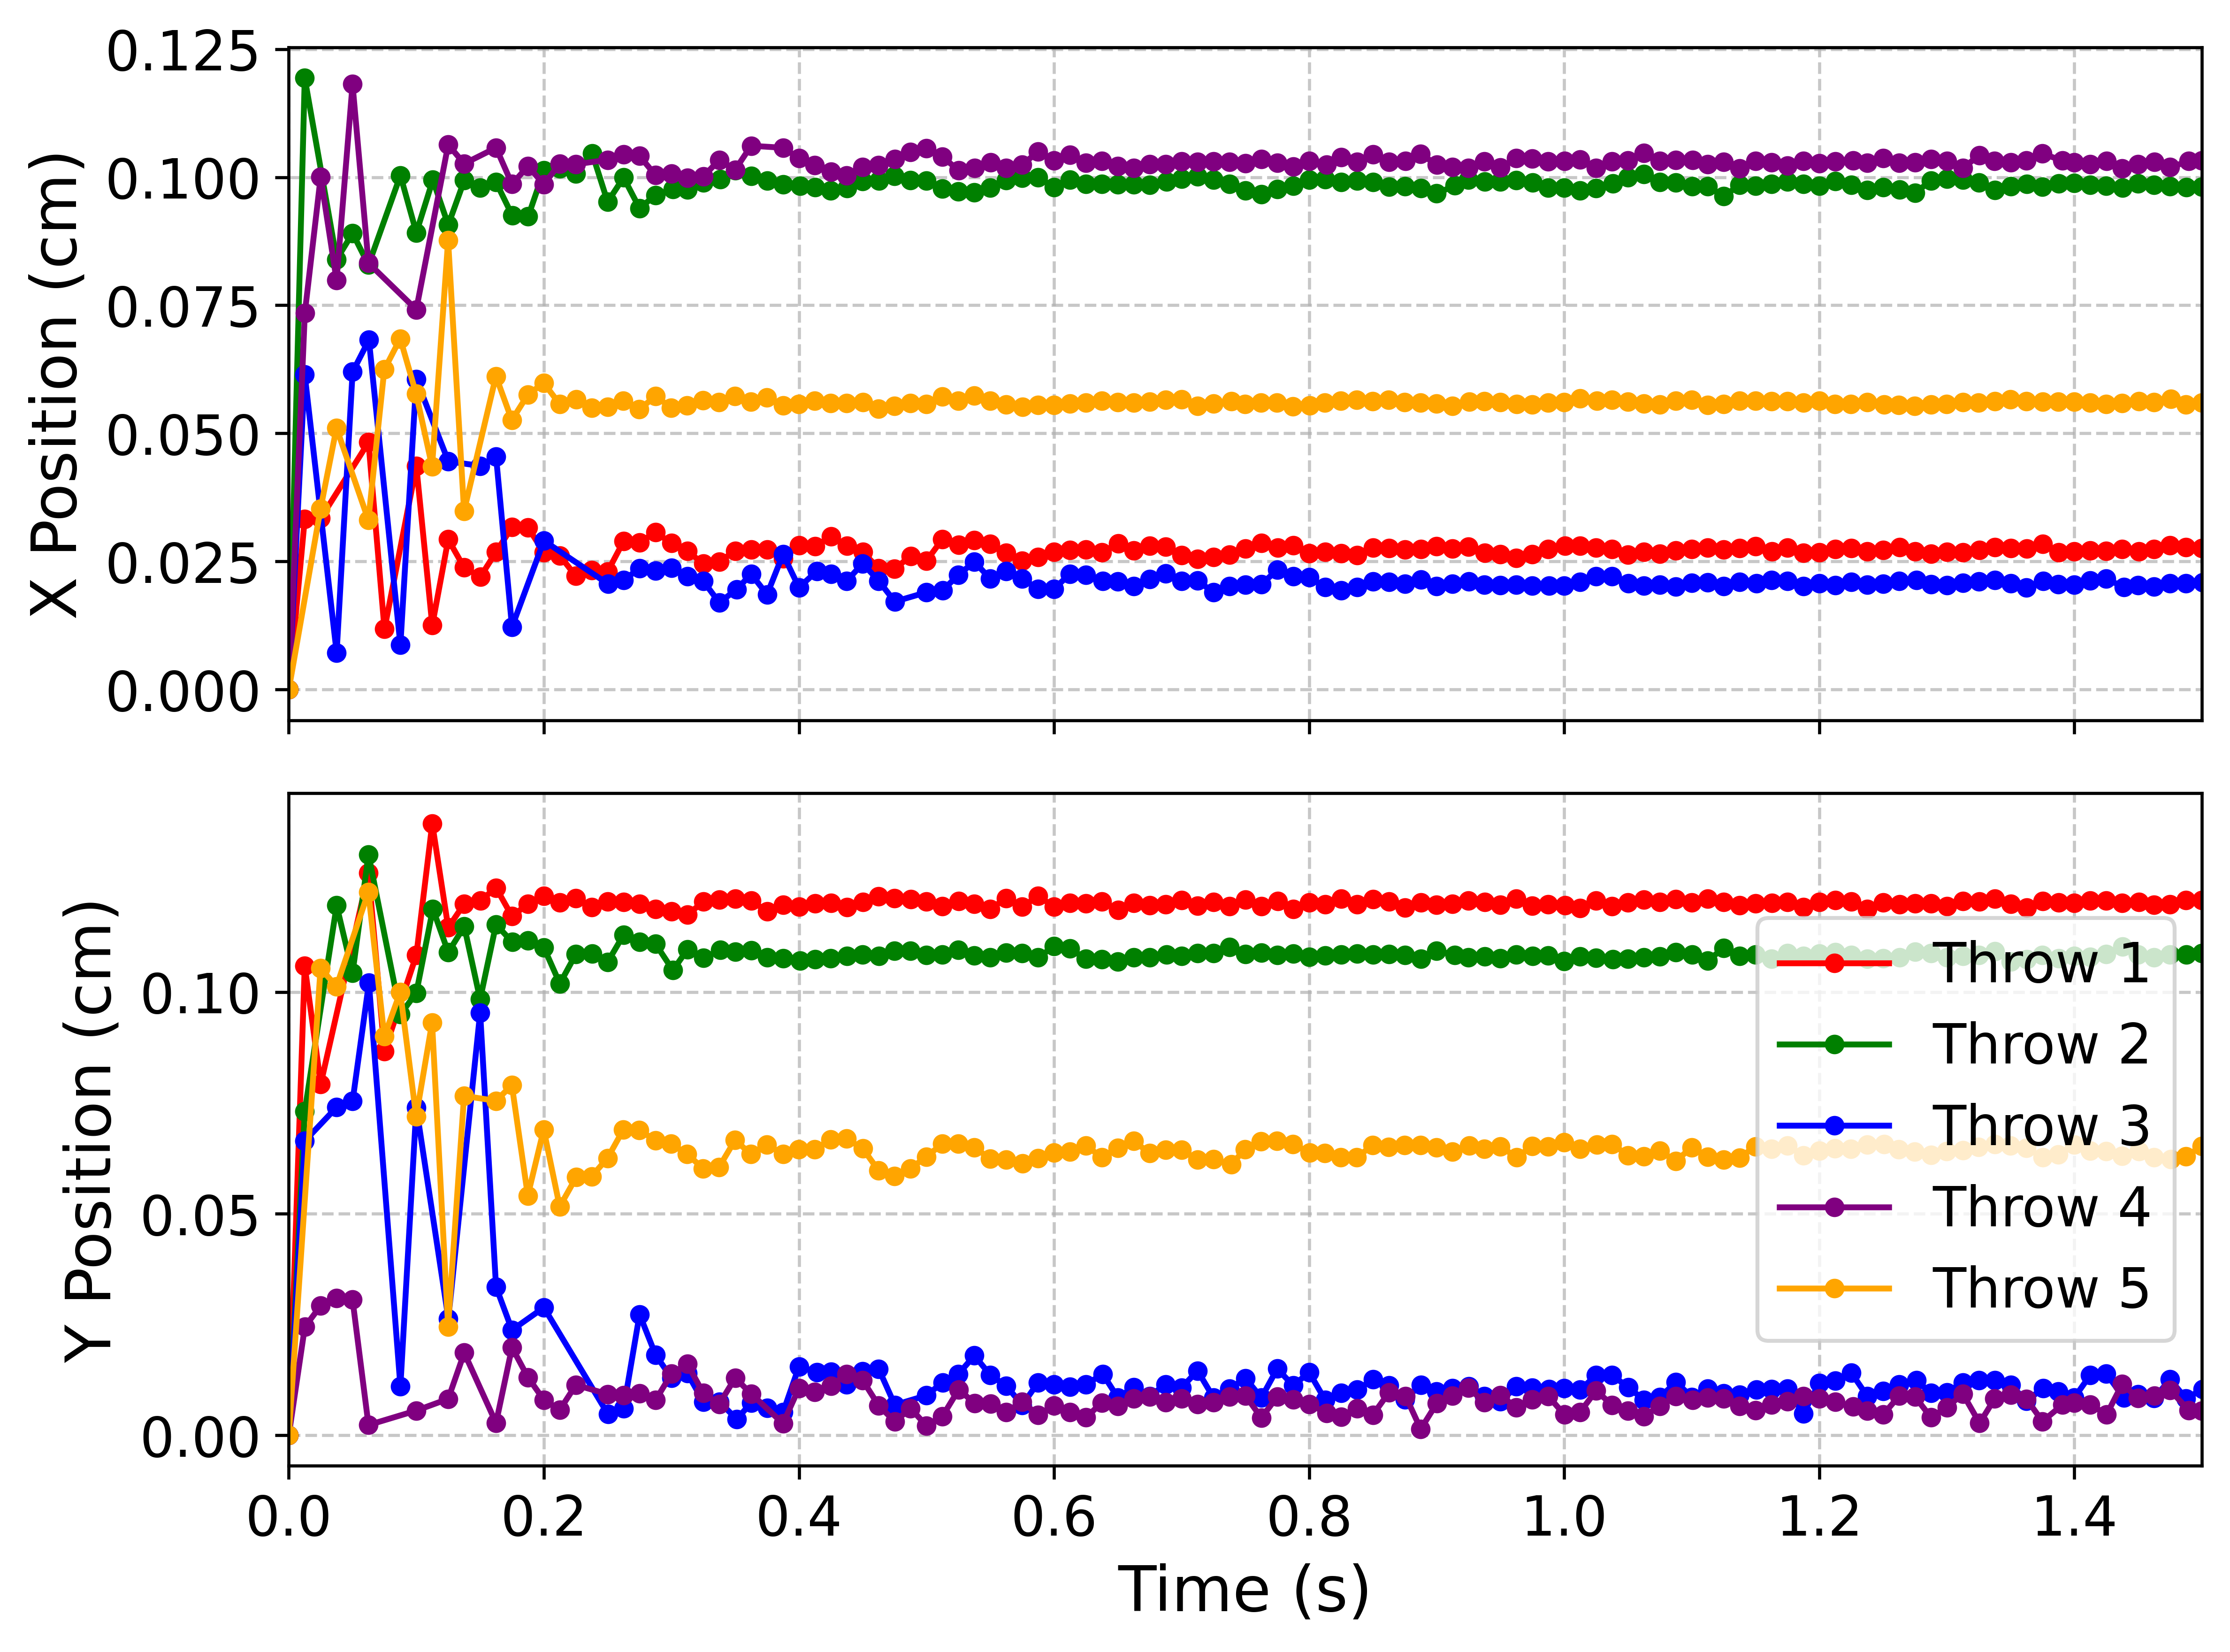 0.125
0.100
0.075
0.050
0.025
0.000
X Position (cm)
0.10
0.05
0.00
Y Position (cm)
Throw 1
Throw 2
Throw 3
Throw 4
Throw 5
0.0 0.2 0.4 0.6 0.8 1.0 1.2 1.4
Time (s)